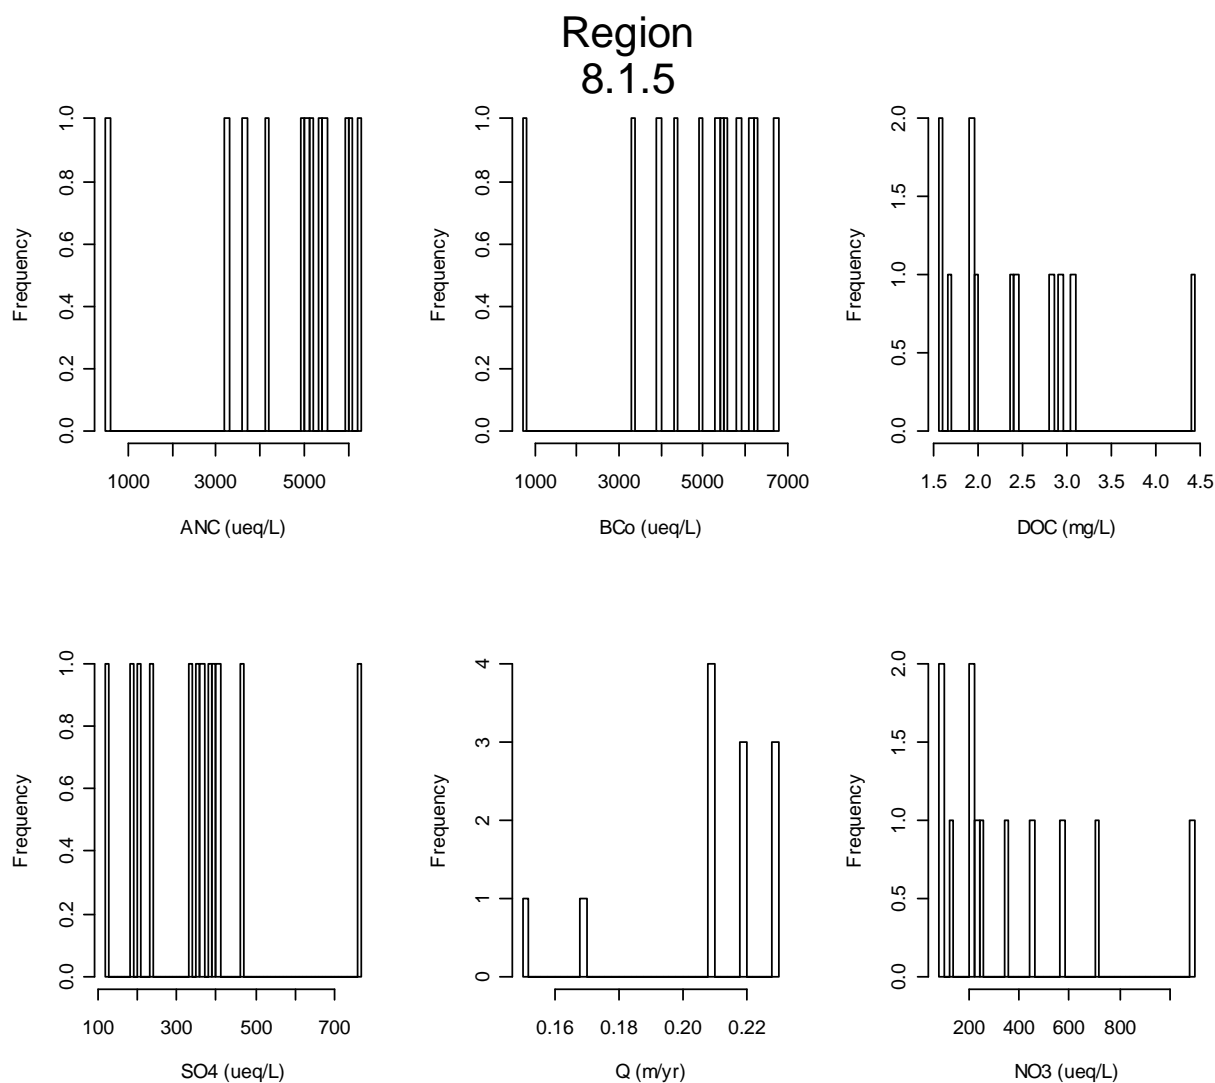 Region
8.1.5
Frequency
0.0 0.2 0.4 0.6 0.8 1.0
1000 3000 5000
ANC (ueq/L)
Frequency
0.0 0.2 0.4 0.6 0.8 1.0
1000 3000 5000 7000
BCo (ueq/L)
Frequency
0.0 0.5 1.0 1.5 2.0
1.5 2.0 2.5 3.0 3.5 4.0 4.5
DOC (mg/L)
Frequency
0.0 0.2 0.4 0.6 0.8 1.0
100 300 500 700
SO4 (ueq/L)
Frequency
0 1 2 3 4
0.16 0.18 0.20 0.22
Q (m/yr)
Frequency
0.0 0.5 1.0 1.5 2.0
200 400 600 800
NO3 (ueq/L)